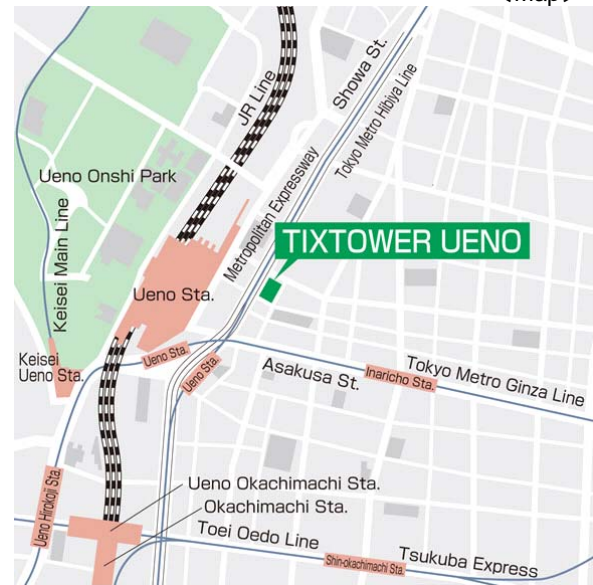 Showa St.
JR Line
Tokyo Metro Hibiya Line
Ueno Onshi Park
Metropolitan Expressway
Keisei Main Line
TIXTOWER UENO
Ueno Sta.
Keisei
Ueno Sta.
Ueno Sta.
Ueno Sta.
Asakusa St.
Inaricho Sta.
Tokyo Metro Ginza Line
Ueno Hirokoji Sta.
Ueno Okachimachi Sta.
Okachimachi Sta.
Toei Oedo Line
Shin-okachimachi Sta.
Tsukuba Express